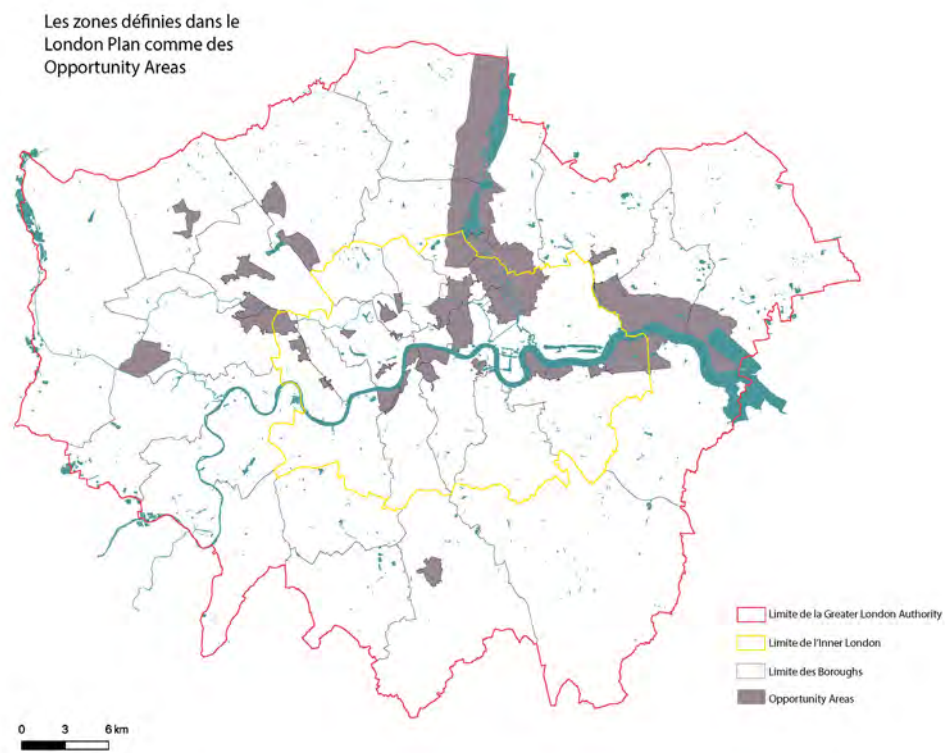 Les zones définies dans le
London Plan comme des
Opportunity Areas
Limite de la Greater London Authority
Limite de l'Inner London
Limite des Boroughs
Opportunity Areas
0 3 6 km